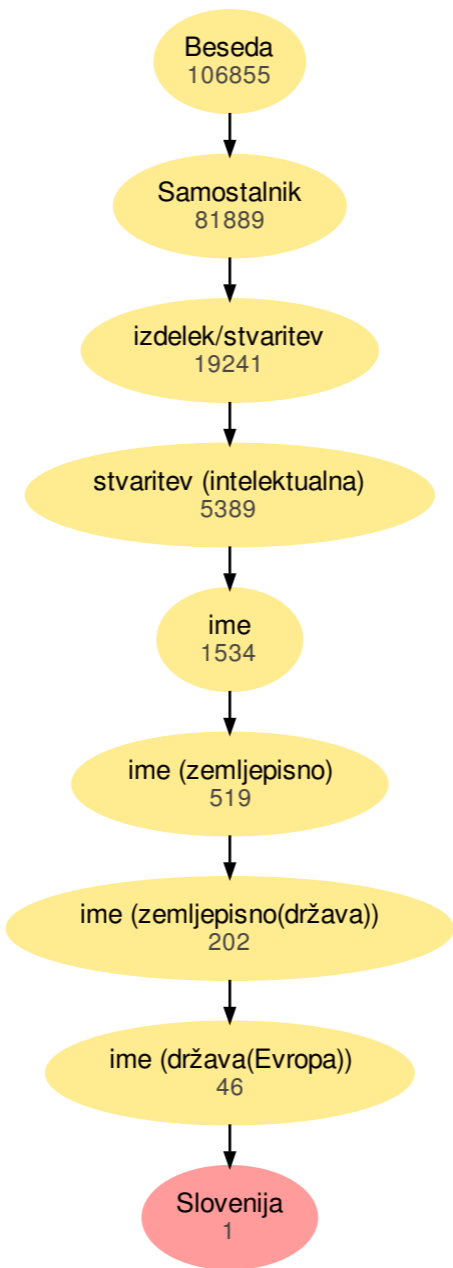 Beseda
106855
Samostalnik
81889
izdelek/stvaritev
19241
stvaritev (intelektualna)
5389
ime
1534
ime (zemljepisno)
519
ime (zemljepisno(država))
202
ime (država(Evropa))
46
Slovenija
1